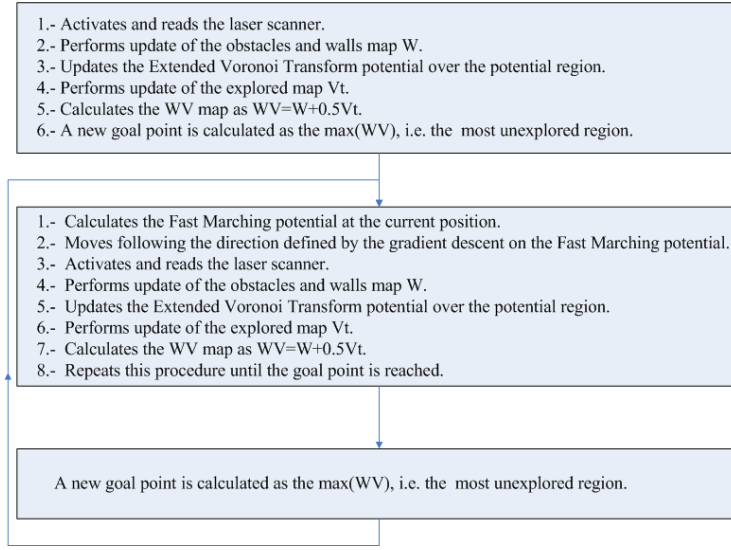 1.- Activates and reads the laser scanner.
2.- Performs update of the obstacles and walls map W.
3.- Updates the Extended Voronoi Transform potential over the potential region.
4.- Performs update of the explored map Vt.
5.- Calculates the WV map as WV=W+0.5Vt.
6.- A new goal point is calculated as the max(WV), i.e. the most unexplored region.
1.- Calculates the Fast Marching potential at the current position.
2.- Moves following the direction defined by the gradient descent on the Fast Marching potential.
3.- Activates and reads the laser scanner.
4.- Performs update of the obstacles and walls map W.
5.- Updates the Extended Voronoi Transform potential over the potential region.
6.- Performs update of the explored map Vt.
7.- Calculates the WV map as WV=W+0.5Vt.
8.- Repeats this procedure until the goal point is reached.
A new goal point is calculated as the max(WV), i.e. the most unexplored region.